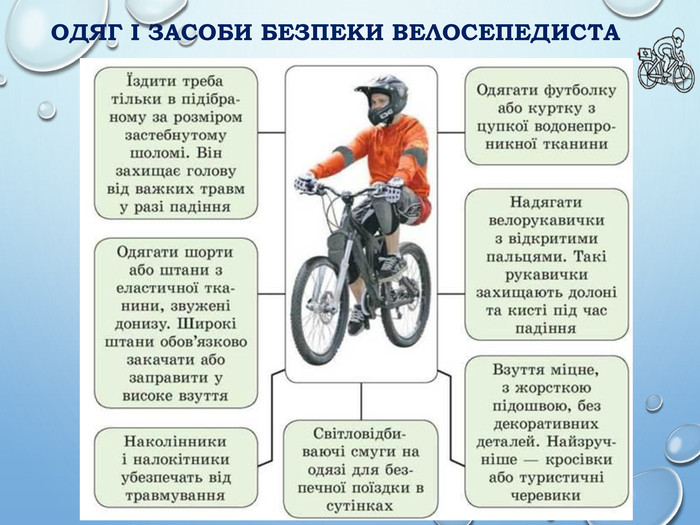 ОДЯГ І ЗАСОБИ БЕЗПЕКИ ВЕЛОСЕПЕДИСТА
Їздити треба
тільки в підібра-
ному за розміром
застебнутому
шоломі. Він
захищає голову
від важких травм
у разі падіння
Одягати шорти
або штани з
еластичної тка-
нини, звужені
донизу. Широкі
штани обов’язково
закачати або
заправити у
високе взуття
Наколінники
і налокітники
убезпечать від
травмування
Світловідби-
ваючі смуги на
одязі для без-
печної поїздки в
сутінках
Одягати футболку
або куртку з
цупкої водонепро-
никної тканини
Надягати
велорукавички
з відкритими
пальцями. Такі
рукавички
захищають долоні
та кисті під час
падіння
Взуття міцне,
з жорсткою
підошвою, без
декоративних
деталей. Найзруч-
ніше — кросівки
або туристичні
черевики